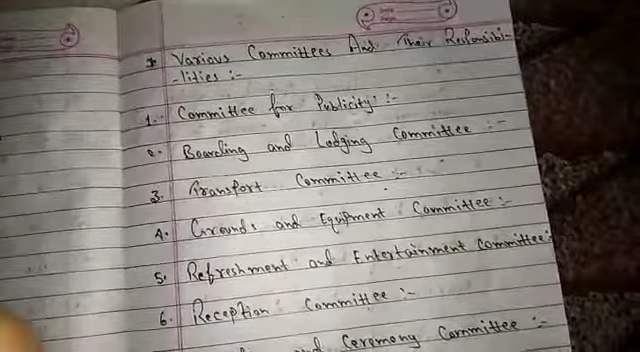 * Various Committees And Their Responsibi-
-lities :-
1. Committee for Publicity :-
2. Boarding and Lodging Committee :-
3. Transport Committee :-
4. Grounds and Equipment Committee :-
5. Refreshment and Entertainment Committee:-
6. Reception Committee :-
and Ceremony Committee :-